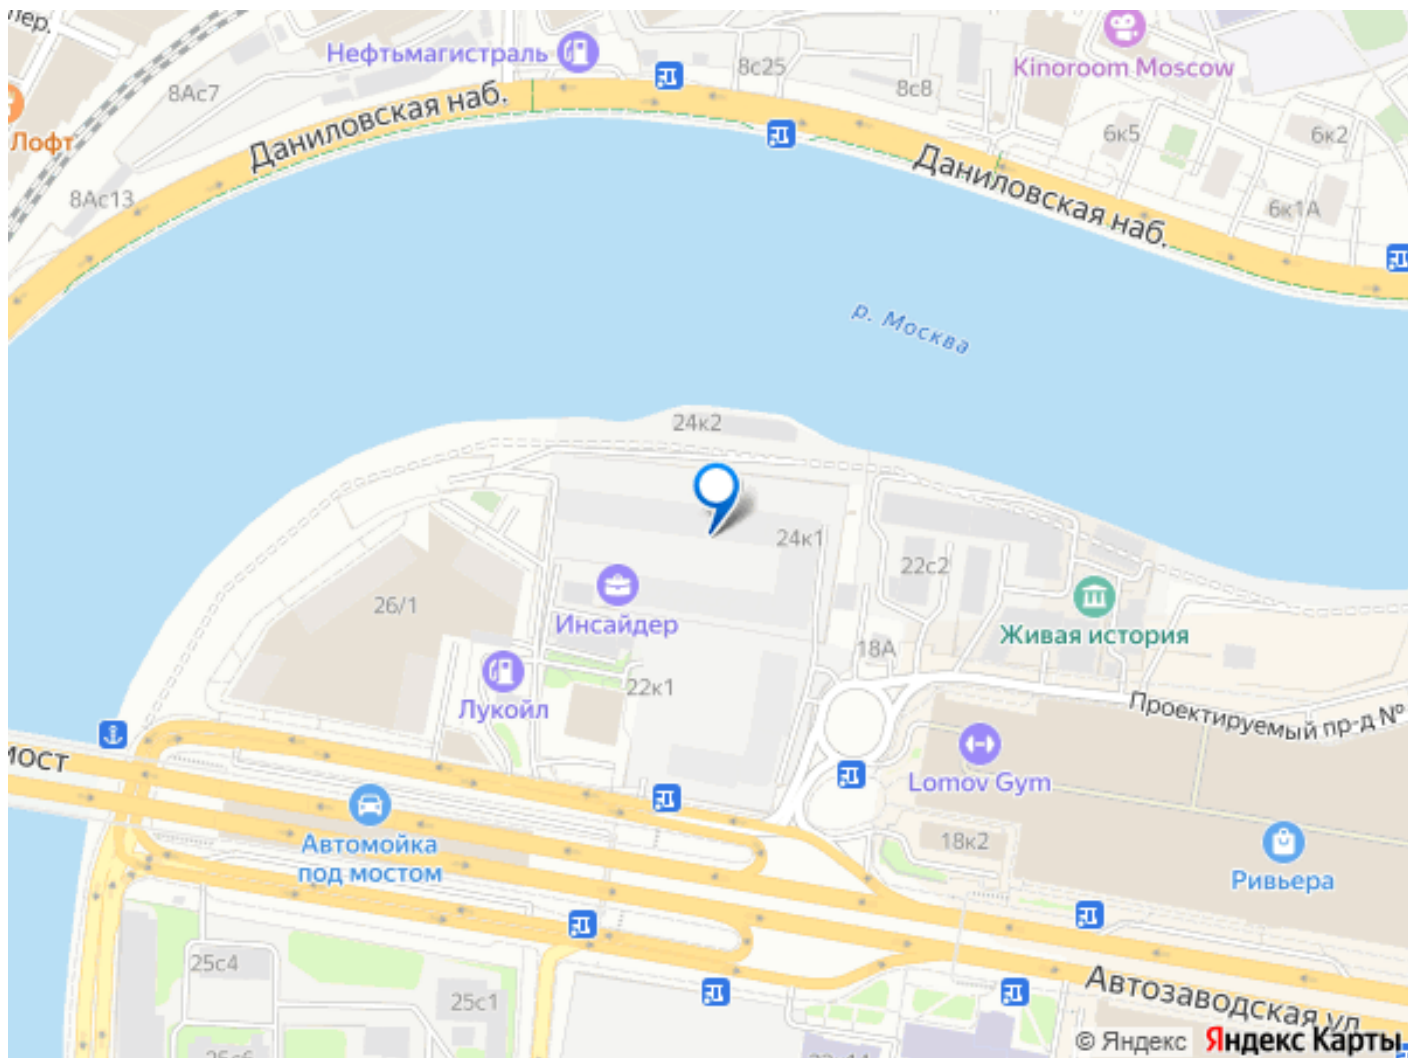 пер.
Нефтьмагистраль
8с25
8с8
Kinoroom Moscow
8Ас7
Даниловская наб.
Лофт
6к5
6к2
Даниловская наб.
8Ас13
6к1А
р. Москва
24к2
24к1
22с2
26/1
Инсайдер
Живая история
18А
22к1
Лукойл
Проектируемый пр-д №
мост
Lomov Gym
Автомойка
под мостом
18к2
Ривьера
25с4
25с1
Автозаводская ул.
© Яндекс Яндекс Карты